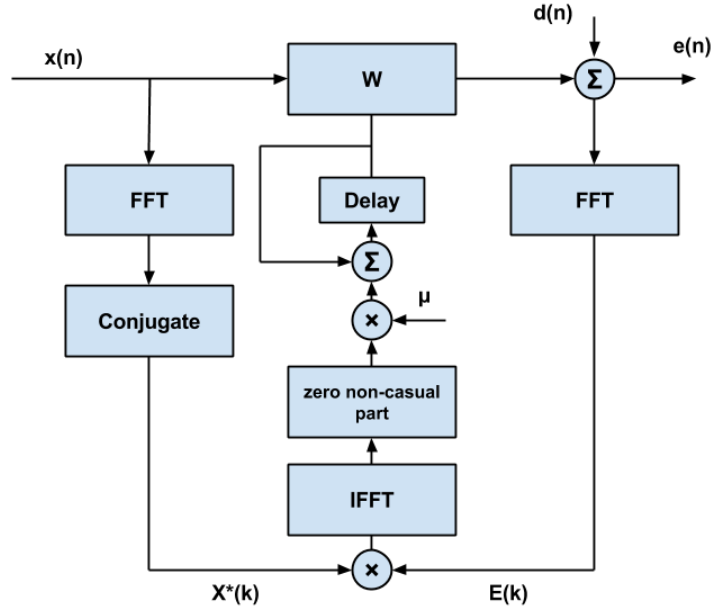 d(n)
x(n)
e(n)
W
Σ
FFT
Delay
FFT
Σ
μ
Conjugate
×
zero non-casual
part
IFFT
×
X*(k)
E(k)